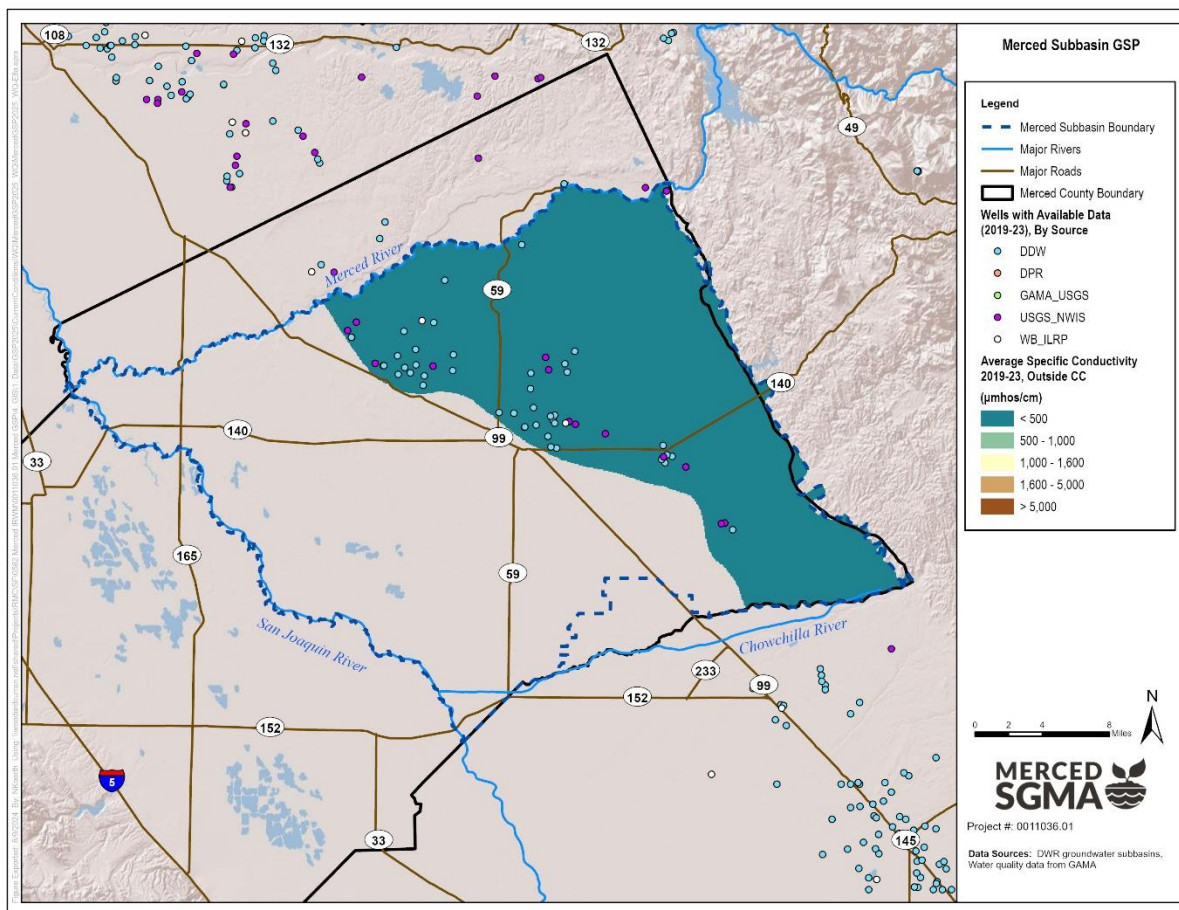 Merced Subbasin GSP
Legend
Merced Subbasin Boundary
Major Rivers
Major Roads
Merced County Boundary
Wells with Available Data
(2019-23), By Source
DDW
DPR
GAMA_USGS
USGS_NWIS
WB_ILRP
Average Specific Conductivity
2019-23, Outside CC
(µmhos/cm)
< 500
500 - 1,000
1,000 - 1,600
1,600 - 5,000
> 5,000
108
132
132
49
Merced River
59
140
140
99
33
165
59
San Joaquin River
Chowchilla River
233
152
99
152
5
33
145
N
0 2 4 8
Miles
MERCED
SGMA
Project #: 0011036.01
Data Sources: DWR groundwater subbasins,
Water quality data from GAMA